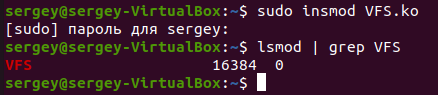 sergey@sergey-VirtualBox:~$ sudo insmod VFS.ko
[sudo] пароль для sergey:
sergey@sergey-VirtualBox:~$ lsmod | grep VFS
VFS                    16384  0
sergey@sergey-VirtualBox:~$